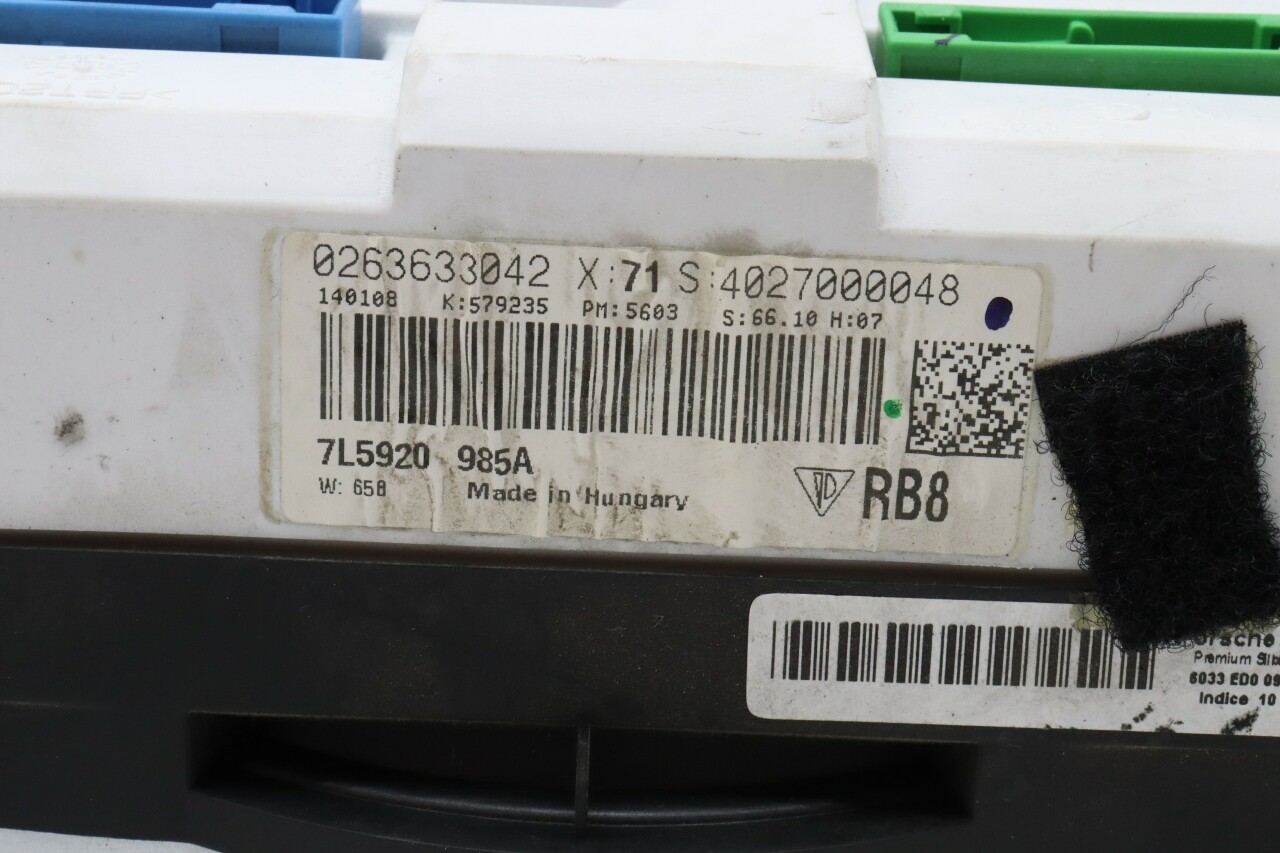 0263633042 X:71 S:4027000048
140108 K:579235 PM:5603 S:66.10 H:07
7L5920 985A
W: 658 Made in Hungary
RB8
Premium
6033 ED0
Indice 10